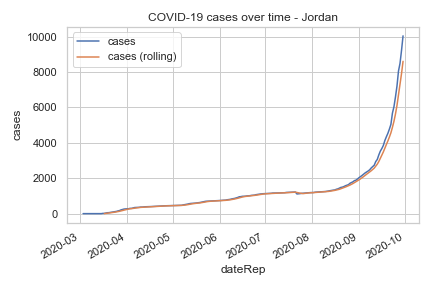 COVID-19 cases over time - Jordan
cases
cases (rolling)
cases
10000
8000
6000
4000
2000
0
2020-03
2020-04
2020-05
2020-06
2020-07
2020-08
2020-09
2020-10
dateRep